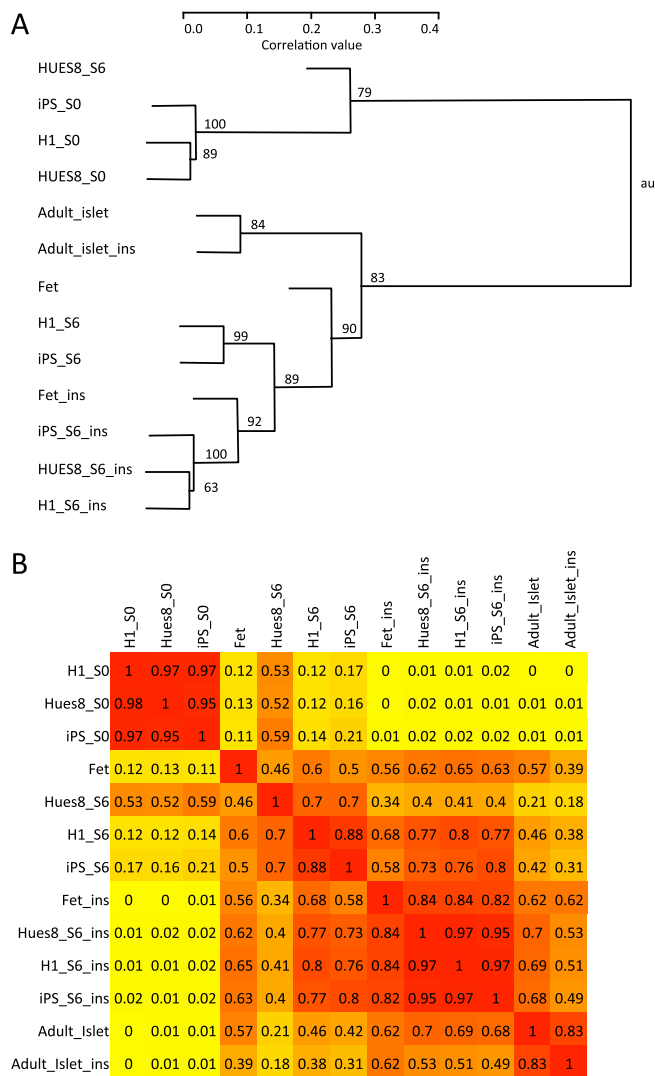 A
0.0 0.1 0.2 0.3 0.4
Correlation value
HUES8_S6
79
iPS_S0
100
H1_S0
89
HUES8_S0
au
Adult_islet
84
Adult_islet_ins
83
Fet
H1_S6
90
99
iPS_S6
89
Fet_ins
92
iPS_S6_ins
100
HUES8_S6_ins
63
H1_S6_ins
B
H1_S0 Hues8_S0 iPS_S0 Fet Hues8_S6 H1_S6 iPS_S6 Fet_ins Hues8_S6_ins H1_S6_ins iPS_S6_ins Adult_Islet Adult_Islet_ins
H1_S0 1 0.97 0.97 0.12 0.53 0.12 0.17 0 0.01 0.01 0.02 0 0
Hues8_S0 0.98 1 0.95 0.13 0.52 0.12 0.16 0 0.02 0.01 0.01 0.01 0.01
iPS_S0 0.97 0.95 1 0.11 0.59 0.14 0.21 0.01 0.02 0.02 0.02 0.01 0.01
Fet 0.12 0.13 0.11 1 0.46 0.6 0.5 0.56 0.62 0.65 0.63 0.57 0.39
Hues8_S6 0.53 0.52 0.59 0.46 1 0.7 0.7 0.34 0.4 0.41 0.4 0.21 0.18
H1_S6 0.12 0.12 0.14 0.6 0.7 1 0.88 0.68 0.77 0.8 0.77 0.46 0.38
iPS_S6 0.17 0.16 0.21 0.5 0.7 0.88 1 0.58 0.73 0.76 0.8 0.42 0.31
Fet_ins 0 0 0.01 0.56 0.34 0.68 0.58 1 0.84 0.84 0.82 0.62 0.62
Hues8_S6_ins 0.01 0.02 0.02 0.62 0.4 0.77 0.73 0.84 1 0.97 0.95 0.7 0.53
H1_S6_ins 0.01 0.01 0.02 0.65 0.41 0.8 0.76 0.84 0.97 1 0.97 0.69 0.51
iPS_S6_ins 0.02 0.01 0.02 0.63 0.4 0.77 0.8 0.82 0.95 0.97 1 0.68 0.49
Adult_Islet 0 0.01 0.01 0.57 0.21 0.46 0.42 0.62 0.7 0.69 0.68 1 0.83
Adult_Islet_ins 0 0.01 0.01 0.39 0.18 0.38 0.31 0.62 0.53 0.51 0.49 0.83 1